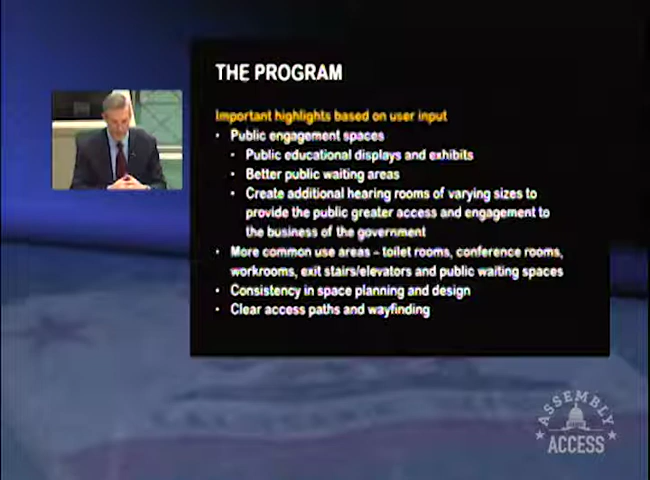 THE PROGRAM
Important highlights based on user input
• Public engagement spaces
• Public educational displays and exhibits
• Better public waiting areas
• Create additional hearing rooms of varying sizes to
provide the public greater access and engagement to
the business of the government
• More common use areas – toilet rooms, conference rooms,
workrooms, exit stairs/elevators and public waiting spaces
• Consistency in space planning and design
• Clear access paths and wayfinding
ASSEMBLY
ACCESS